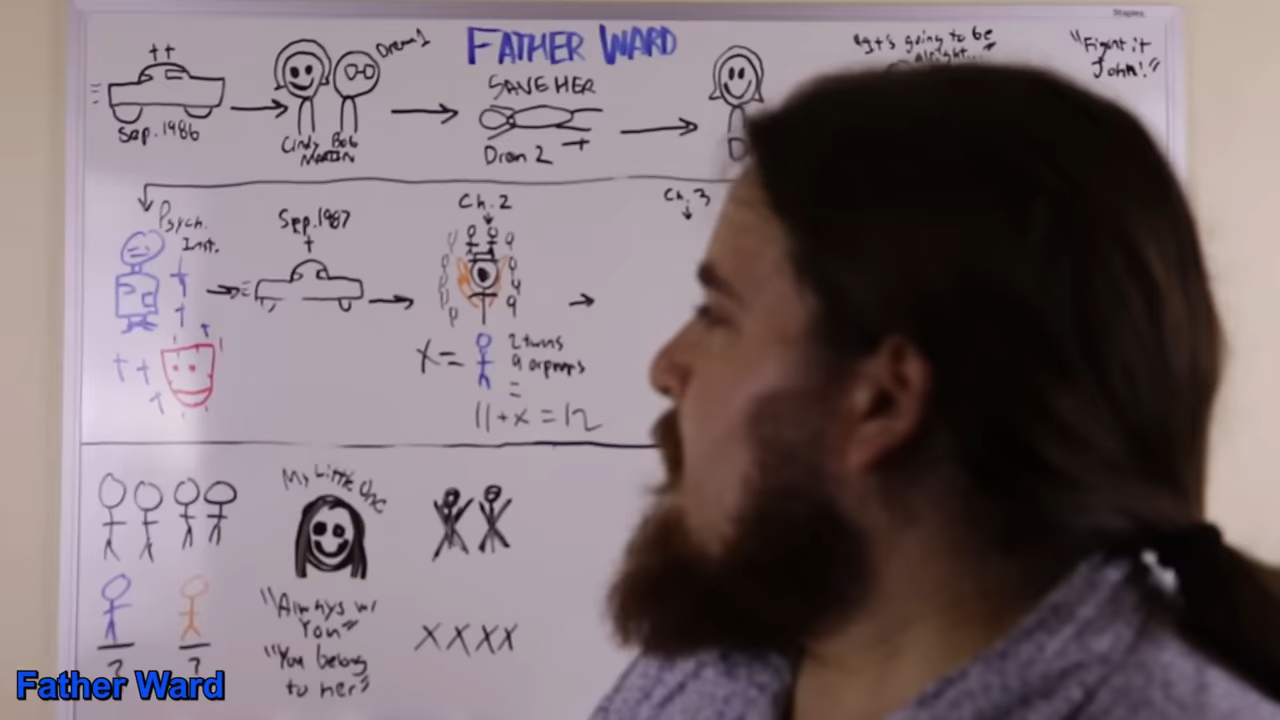 Staples
FATHER WARD
Sep. 1986
Cindy Bob
MARTIN
Dream 1
SAVE HER
Dream 2
"It's going to be
alright..."
"Fight it
John!"
Psych.
Inst.
Sep. 1987
Ch. 2
Ch. 3
X =
2 twins
9 orphans
=
11 + X = 12
My Little One
"Always w/
You"
"You belong
to her"
X X X X
?
?
Father Ward